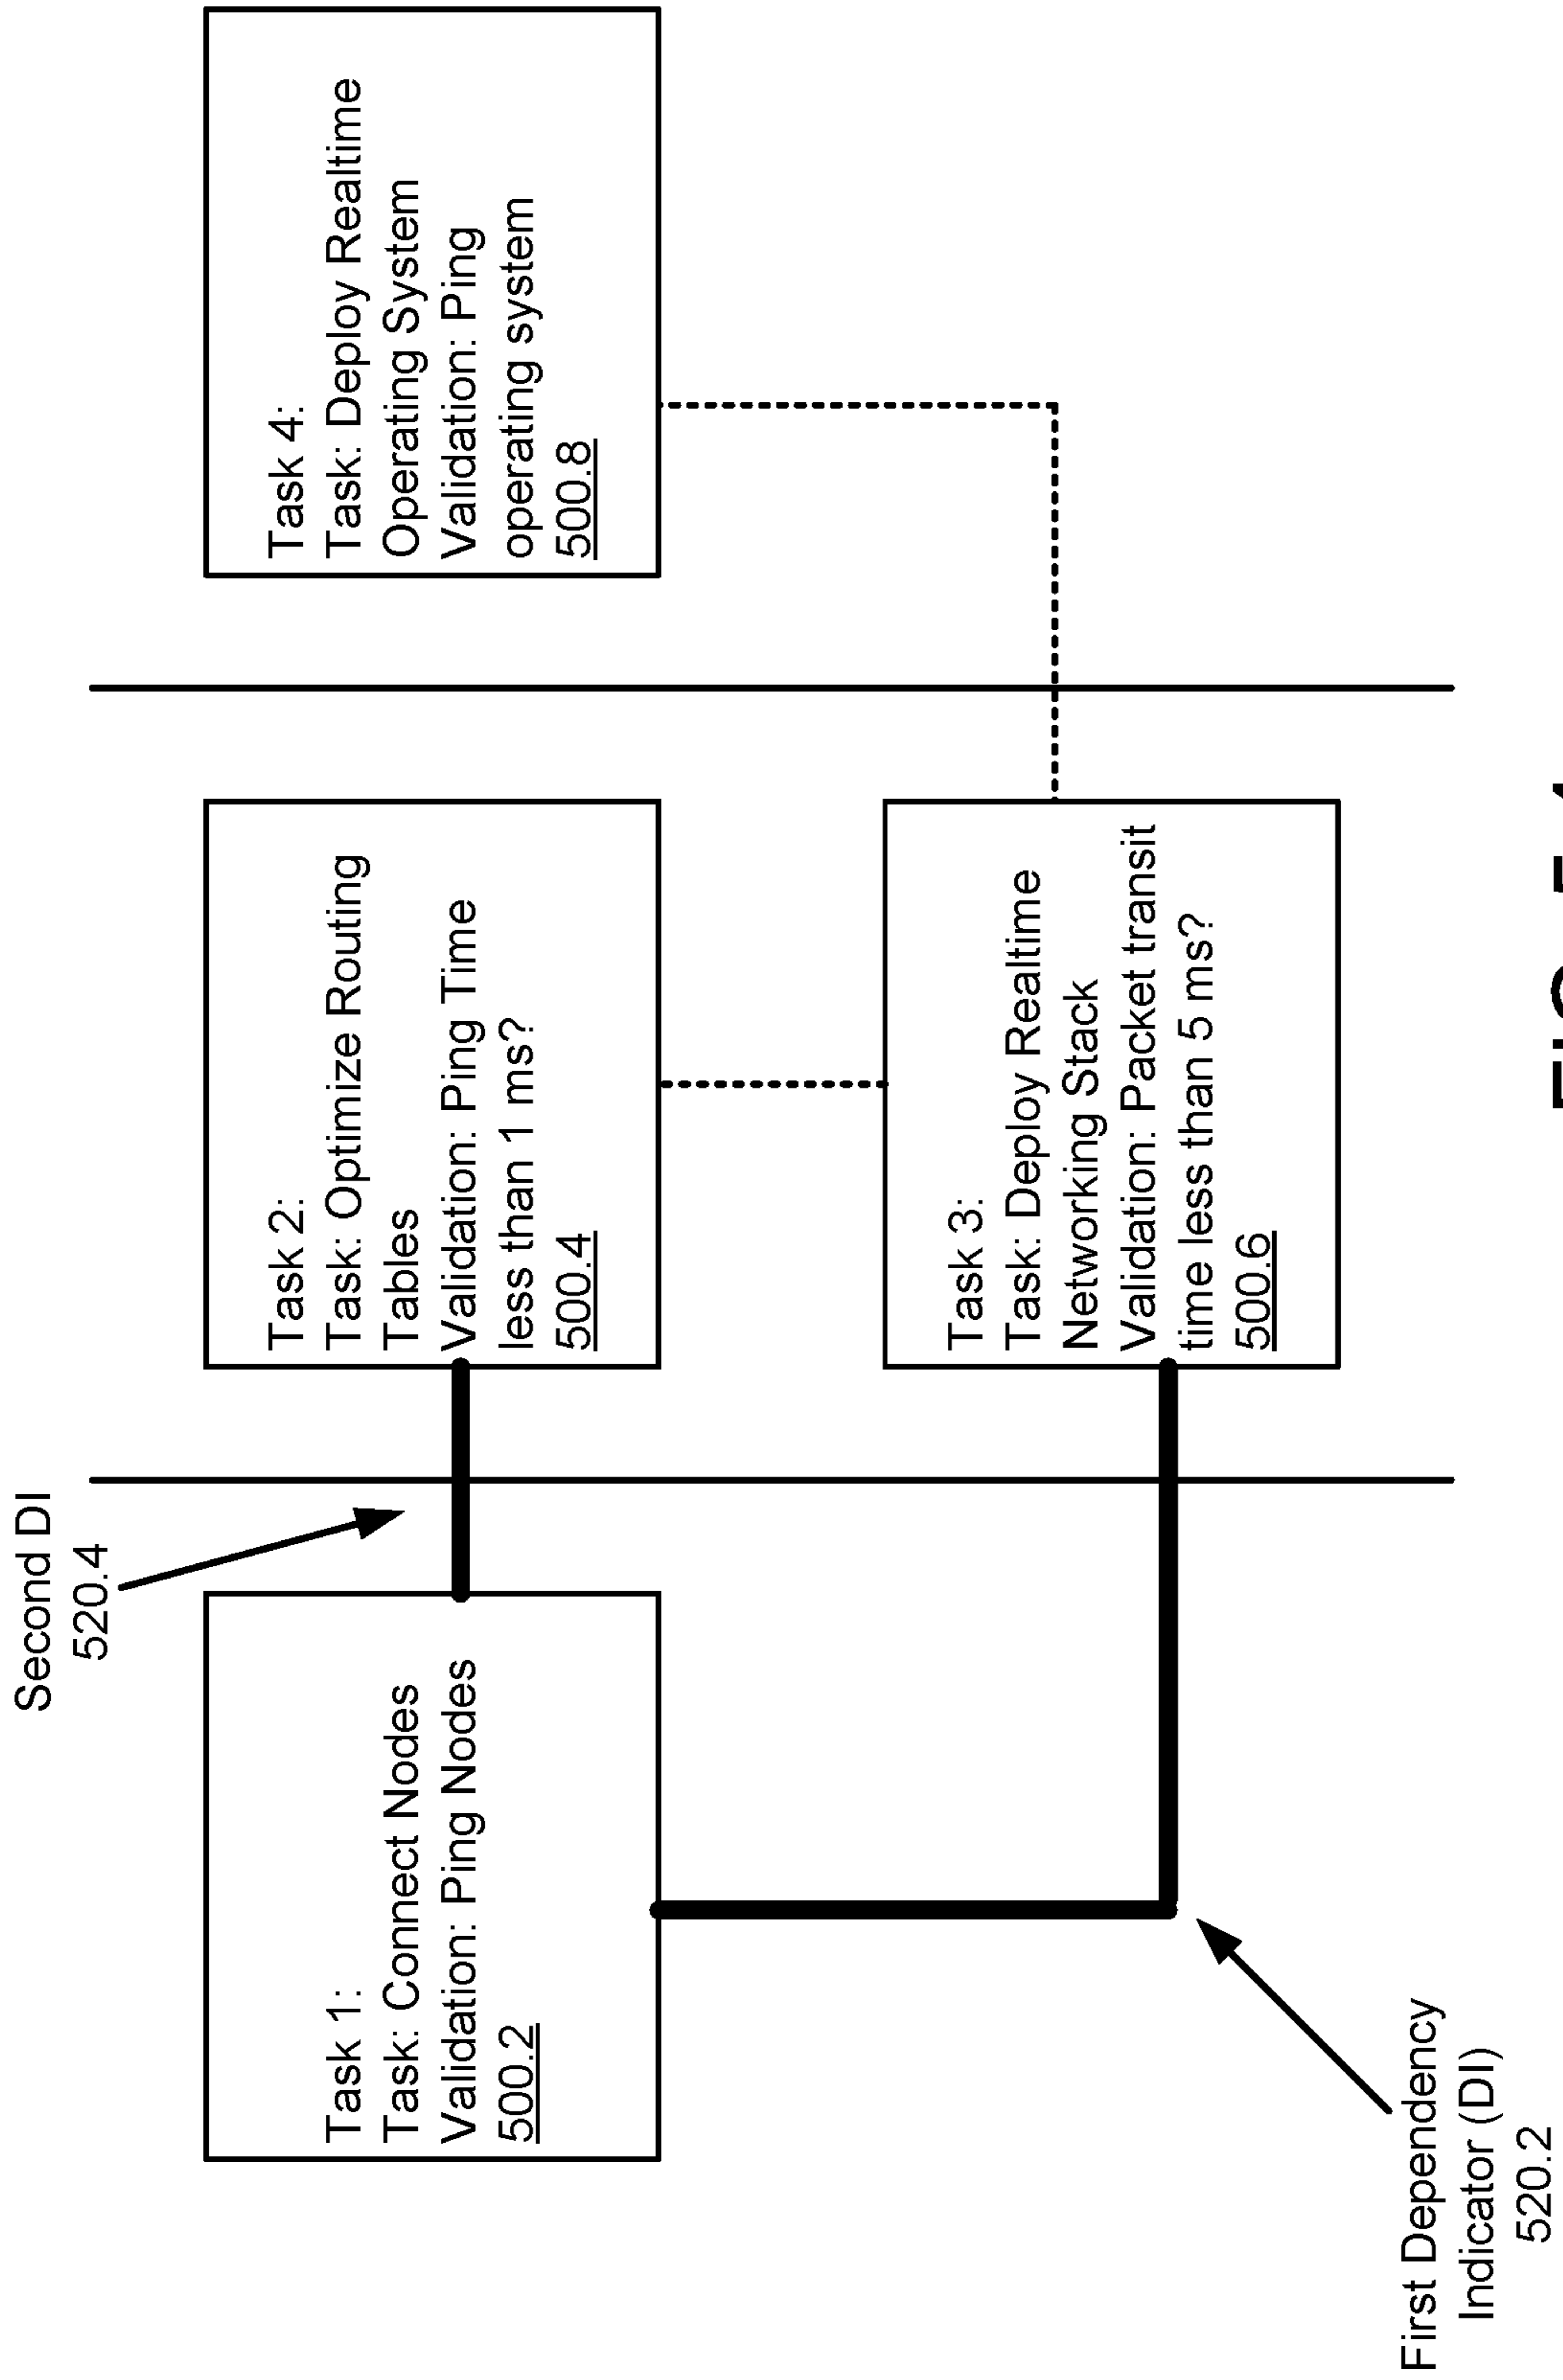 Second DI
520.4
Task 1:
Task: Connect Nodes
Validation: Ping Nodes
500.2
Task 2:
Task: Optimize Routing
Tables
Validation: Ping Time
less than 1 ms?
500.4
Task 4:
Task: Deploy Realtime
Operating System
Validation: Ping
operating system
500.8
Task 3:
Task: Deploy Realtime
Networking Stack
Validation: Packet transit
time less than 5 ms?
500.6
First Dependency
Indicator (DI)
520.2